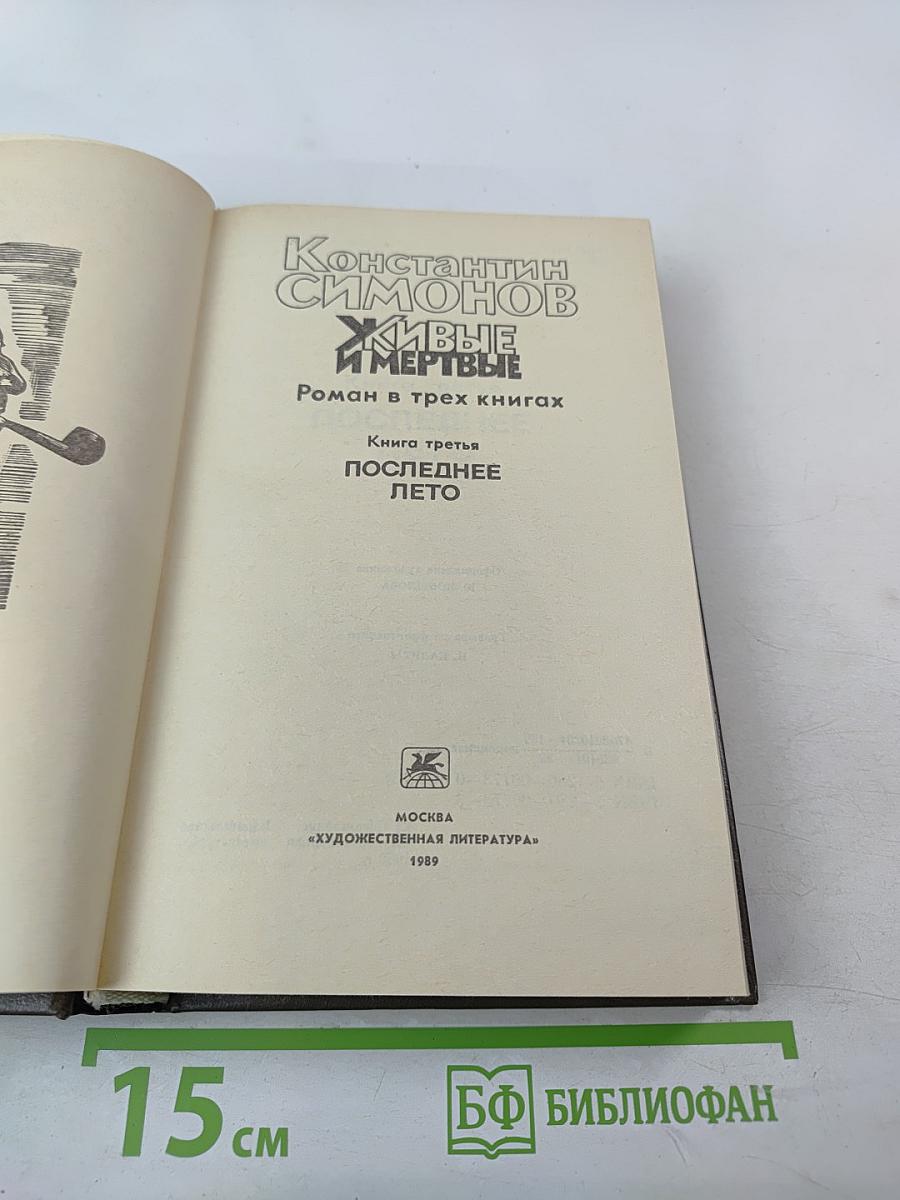 Константин
СИМОНОВ
ЖИВЫЕ
И МЕРТВЫЕ
Роман в трех книгах
Книга третья
ПОСЛЕДНЕЕ
ЛЕТО
МОСКВА
«ХУДОЖЕСТВЕННАЯ ЛИТЕРАТУРА»
1989
15 см
БФ БИБЛИОФАН